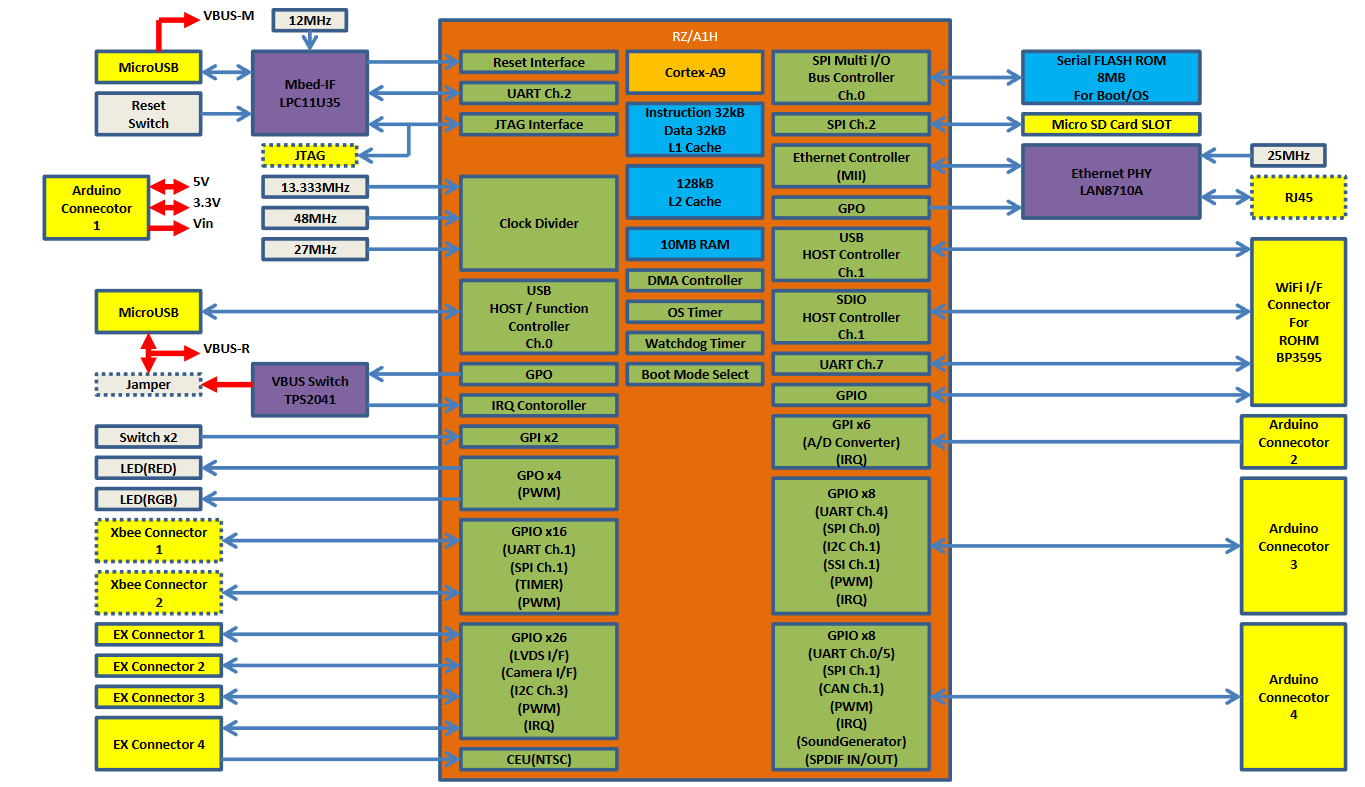 VBUS-M
12MHz
RZ/A1H
MicroUSB
Mbed-IF
LPC11U35
Reset
Switch
JTAG
Arduino
Connecotor
1
5V
3.3V
Vin
13.333MHz
48MHz
27MHz
MicroUSB
VBUS-R
Jamper
VBUS Switch
TPS2041
Switch x2
LED(RED)
LED(RGB)
Xbee Connector
1
Xbee Connector
2
EX Connector 1
EX Connector 2
EX Connector 3
EX Connector 4
Reset Interface
UART Ch.2
JTAG Interface
Clock Divider
USB
HOST / Function
Controller
Ch.0
GPO
IRQ Contoroller
GPI x2
GPO x4
(PWM)
GPIO x16
(UART Ch.1)
(SPI Ch.1)
(TIMER)
(PWM)
GPIO x26
(LVDS I/F)
(Camera I/F)
(I2C Ch.3)
(PWM)
(IRQ)
CEU(NTSC)
Cortex-A9
Instruction 32kB
Data 32kB
L1 Cache
128kB
L2 Cache
10MB RAM
DMA Controller
OS Timer
Watchdog Timer
Boot Mode Select
SPI Multi I/O
Bus Controller
Ch.0
SPI Ch.2
Ethernet Controller
(MII)
GPO
USB
HOST Controller
Ch.1
SDIO
HOST Controller
Ch.1
UART Ch.7
GPIO
GPI x6
(A/D Converter)
(IRQ)
GPIO x8
(UART Ch.4)
(SPI Ch.0)
(I2C Ch.1)
(SSI Ch.1)
(PWM)
(IRQ)
GPIO x8
(UART Ch.0/5)
(SPI Ch.1)
(CAN Ch.1)
(PWM)
(IRQ)
(SoundGenerator)
(SPDIF IN/OUT)
Serial FLASH ROM
8MB
For Boot/OS
Micro SD Card SLOT
Ethernet PHY
LAN8710A
25MHz
RJ45
WiFi I/F
Connector
For
ROHM
BP3595
Arduino
Connecotor
2
Arduino
Connecotor
3
Arduino
Connecotor
4